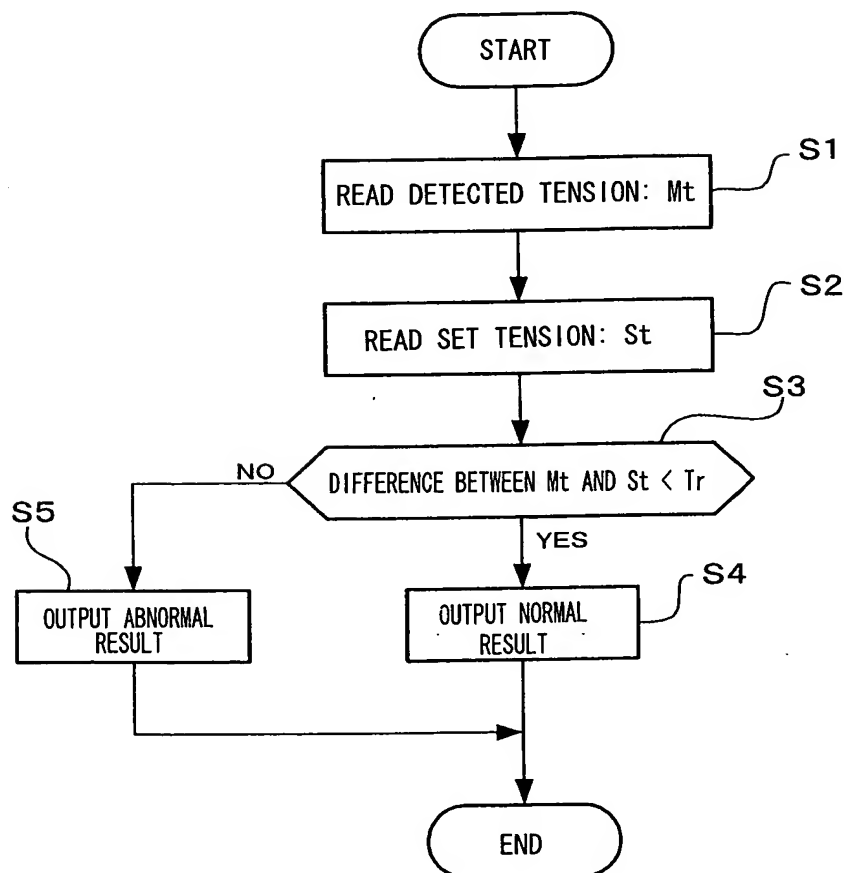 START
S1
READ DETECTED TENSION: Mt
S2
READ SET TENSION: St
S3
DIFFERENCE BETWEEN Mt AND St < Tr
NO
YES
S5
OUTPUT ABNORMAL
RESULT
S4
OUTPUT NORMAL
RESULT
END